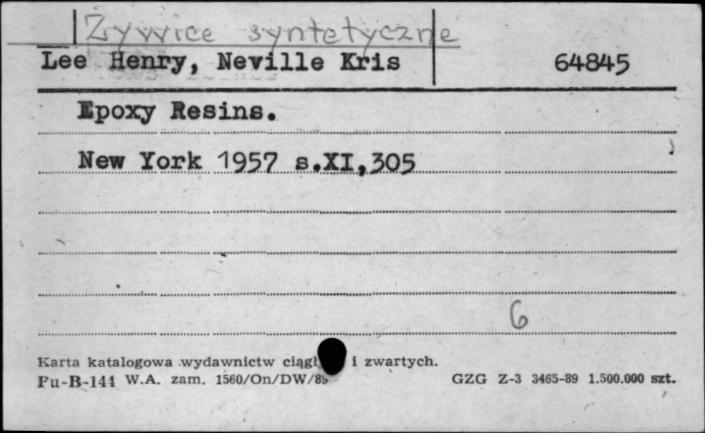 Żywice syntetyczne
Lee Henry, Neville Kris 64845
Epoxy Resins.
New York 1957 s.XI,305
6
Karta katalogowa wydawnictw i zwartych.
Pu-B-141 W.A. zam. 1560/On/DW/89 GZG Z-3 3465-89 1.500.000 szt.